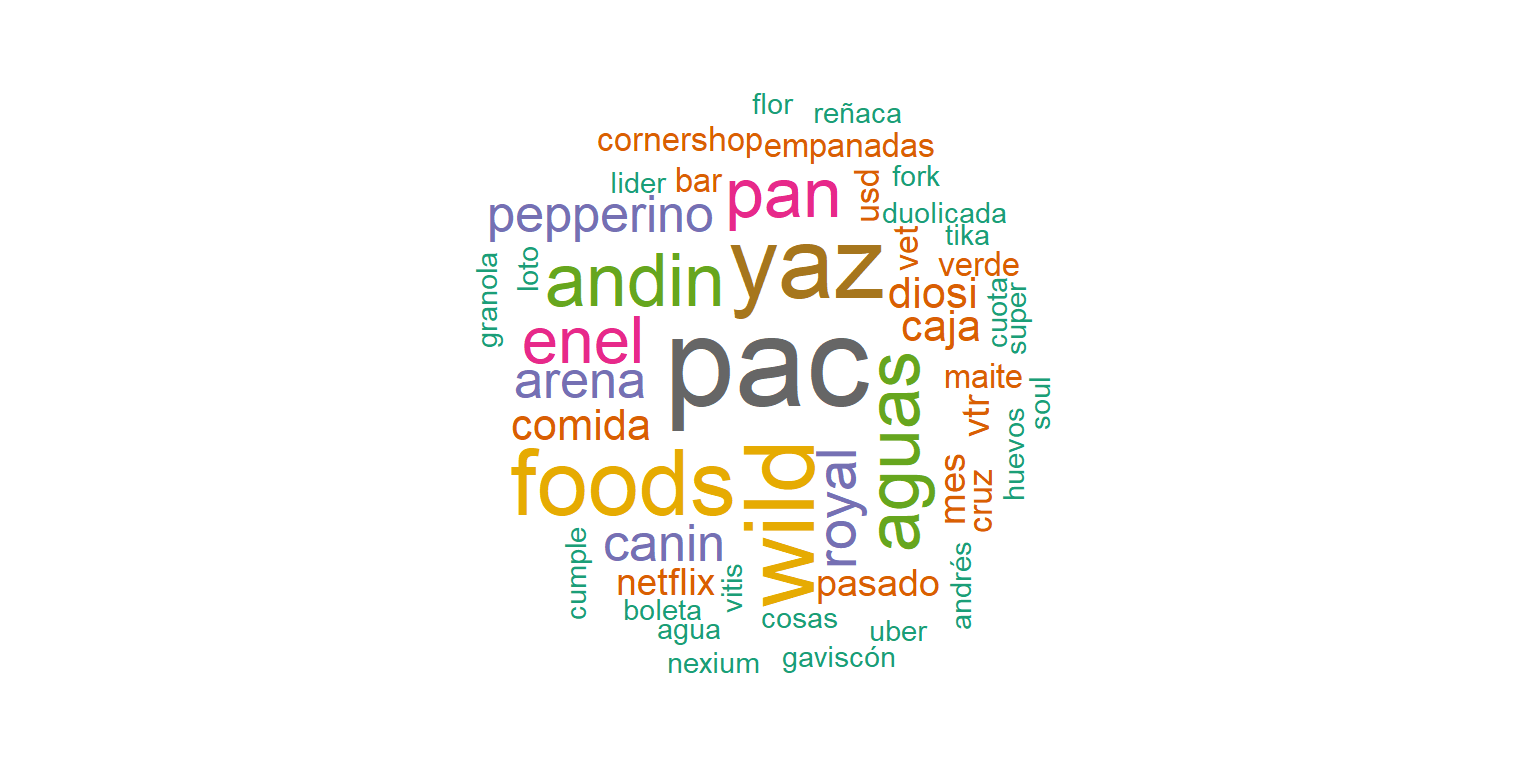 flor
reñaca
cornershop
empanadas
lider
bar
pan
usd
fork
pepperino
duolicada
tika
vet
verde
granola
loto
andin
yaz
diosi
cuota
super
enel
pac
caja
arena
aguas
maite
soul
comida
vtr
huevos
foods
wild
royal
mes
cruz
canin
cumple
netflix
vitis
pasado
andrés
boleta
cosas
agua
uber
nexium
gaviscón